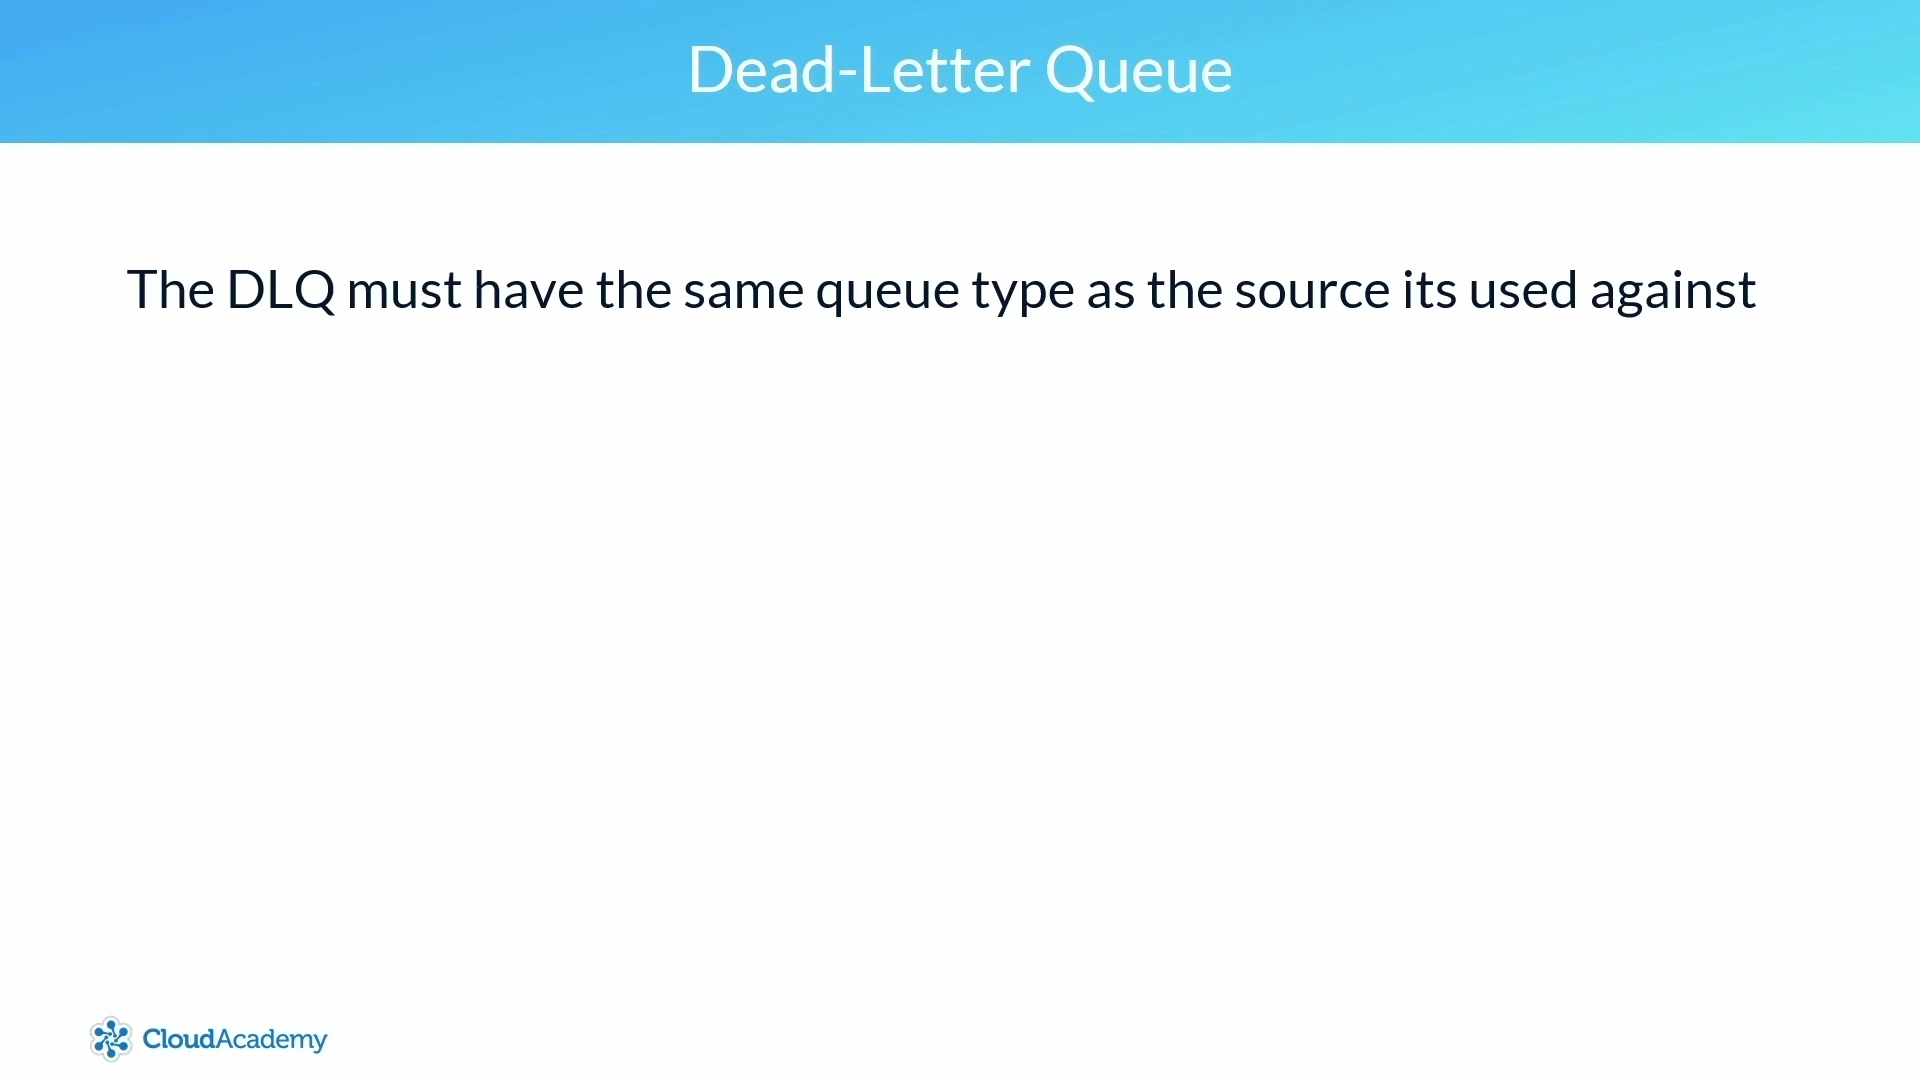 Dead-Letter Queue
The DLQ must have the same queue type as the source its used against
CloudAcademy